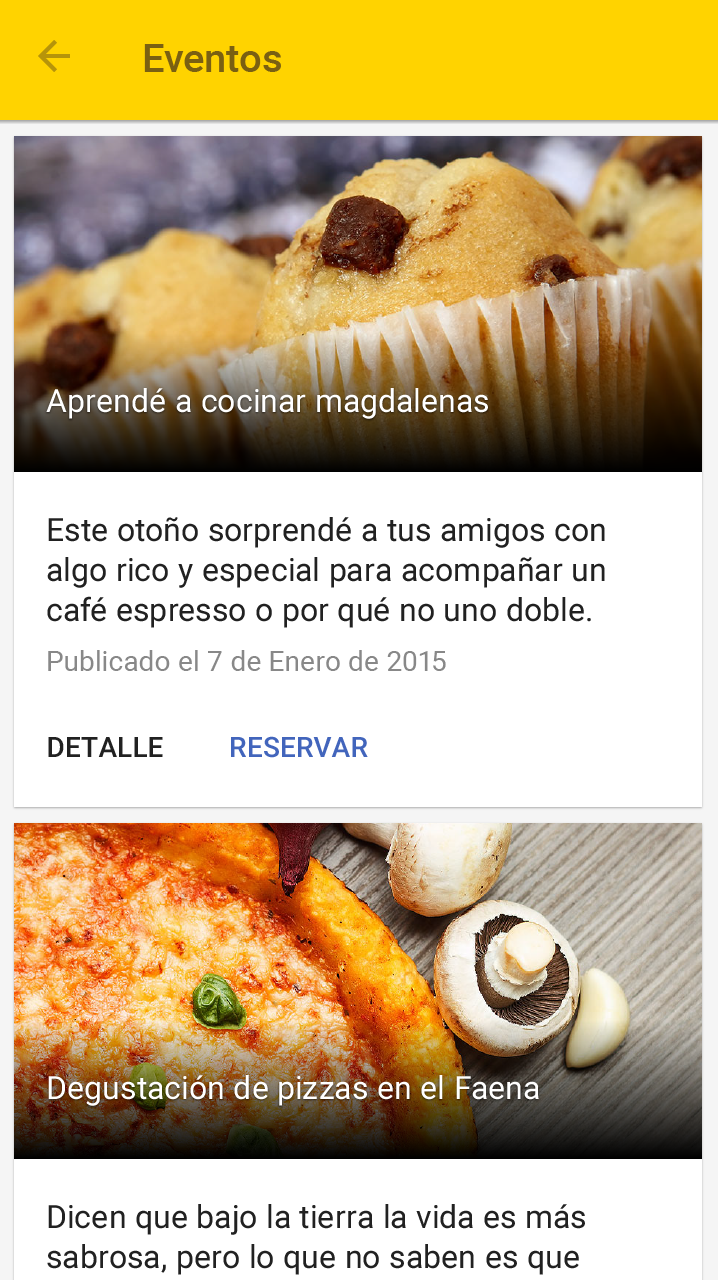 Eventos
Aprendé a cocinar magdalenas
Este otoño sorprendé a tus amigos con
algo rico y especial para acompañar un
café espresso o por qué no uno doble.
Publicado el 7 de Enero de 2015
DETALLE RESERVAR
Degustación de pizzas en el Faena
Dicen que bajo la tierra la vida es más
sabrosa, pero lo que no saben es que